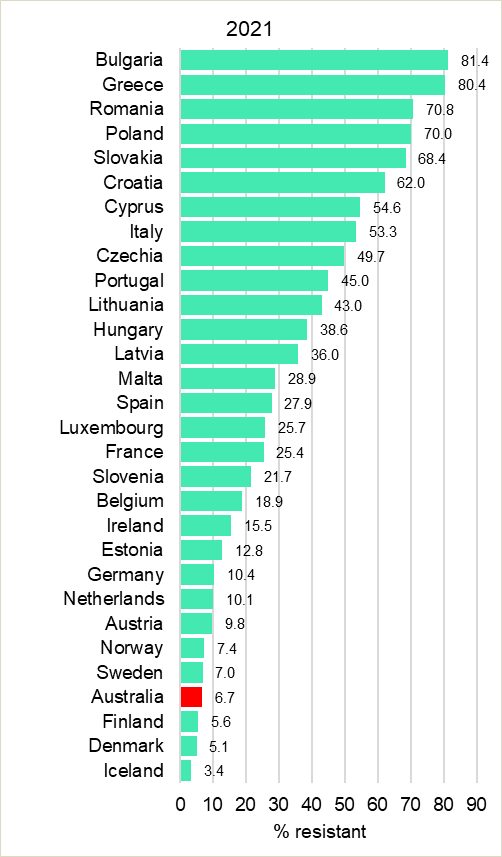 2021
Bulgaria 81.4
Greece 80.4
Romania 70.8
Poland 70.0
Slovakia 68.4
Croatia 62.0
Cyprus 54.6
Italy 53.3
Czechia 49.7
Portugal 45.0
Lithuania 43.0
Hungary 38.6
Latvia 36.0
Malta 28.9
Spain 27.9
Luxembourg 25.7
France 25.4
Slovenia 21.7
Belgium 18.9
Ireland 15.5
Estonia 12.8
Germany 10.4
Netherlands 10.1
Austria 9.8
Norway 7.4
Sweden 7.0
Australia 6.7
Finland 5.6
Denmark 5.1
Iceland 3.4
0 10 20 30 40 50 60 70 80 90
% resistant